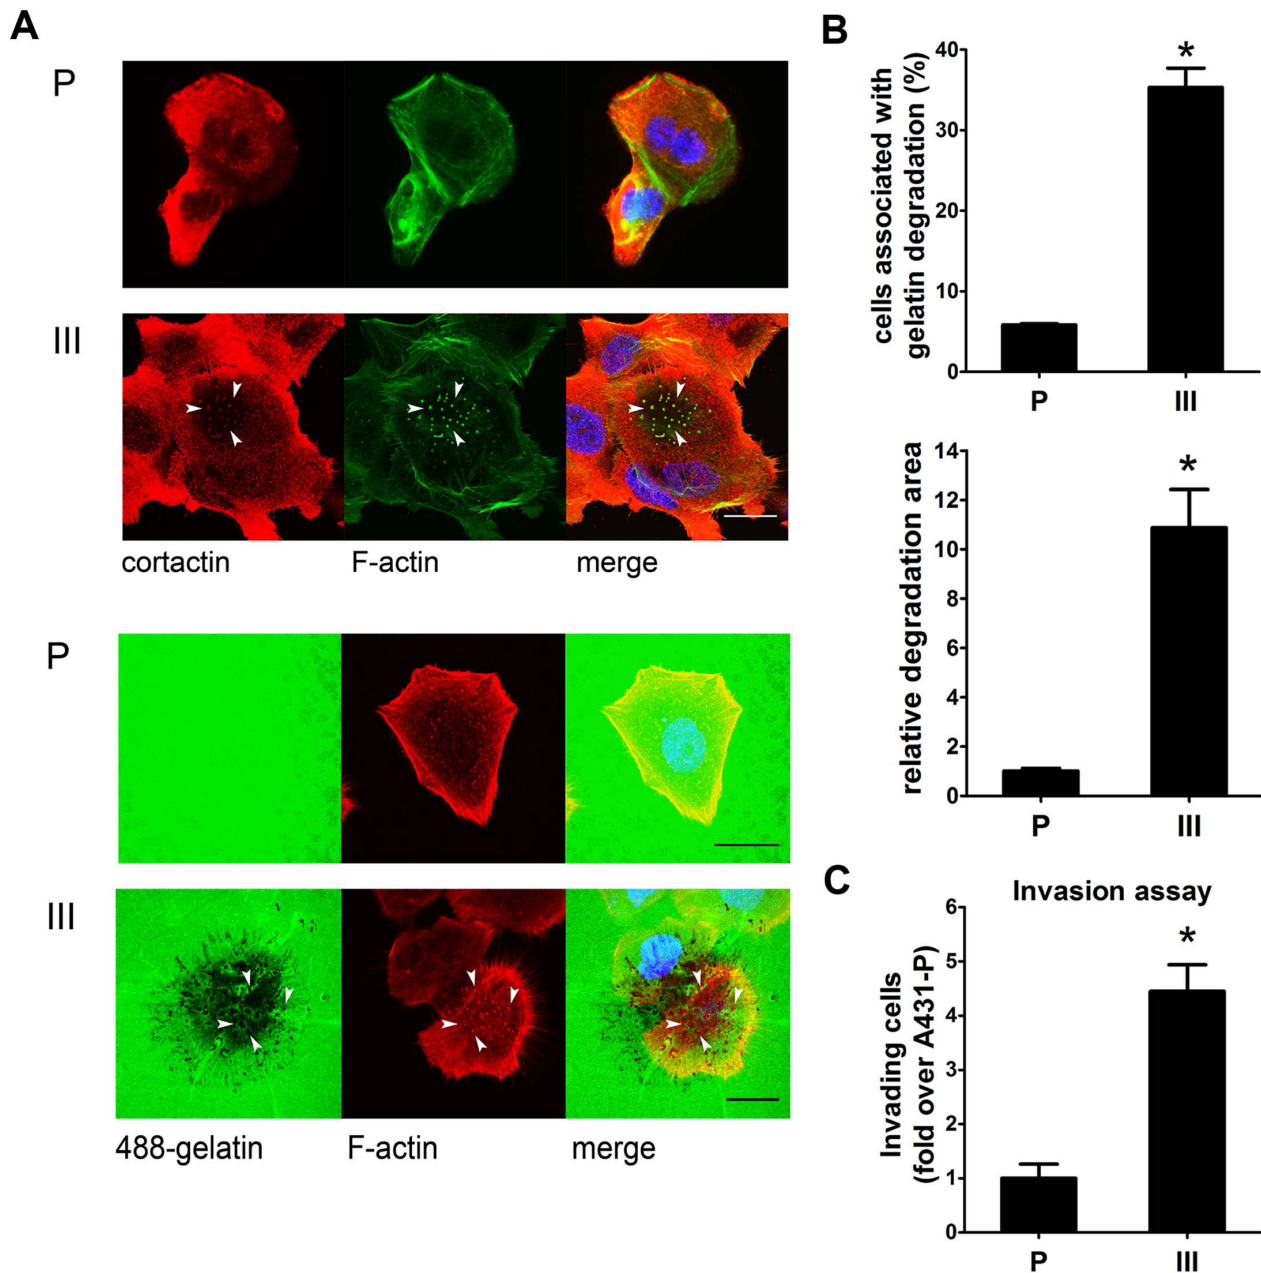 A
P
III
cortactin F-actin merge
P
III
488-gelatin F-actin merge
B
cells associated with
gelatin degradation (%)
40
30
20
10
0
*
P III
relative degradation area
14
12
10
8
6
4
2
0
*
P III
C
Invasion assay
Invading cells
(fold over A431-P)
6
5
4
3
2
1
0
*
P III